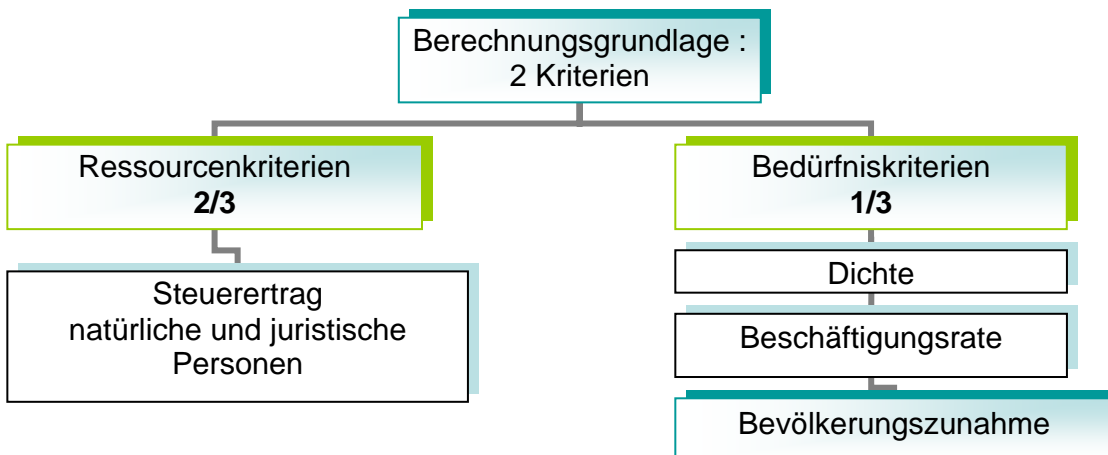 Berechnungsgrundlage :
2 Kriterien
Ressourcenkriterien
2/3
Steuerertrag
natürliche und juristische
Personen
Bedürfniskriterien
1/3
Dichte
Beschäftigungsrate
Bevölkerungszunahme